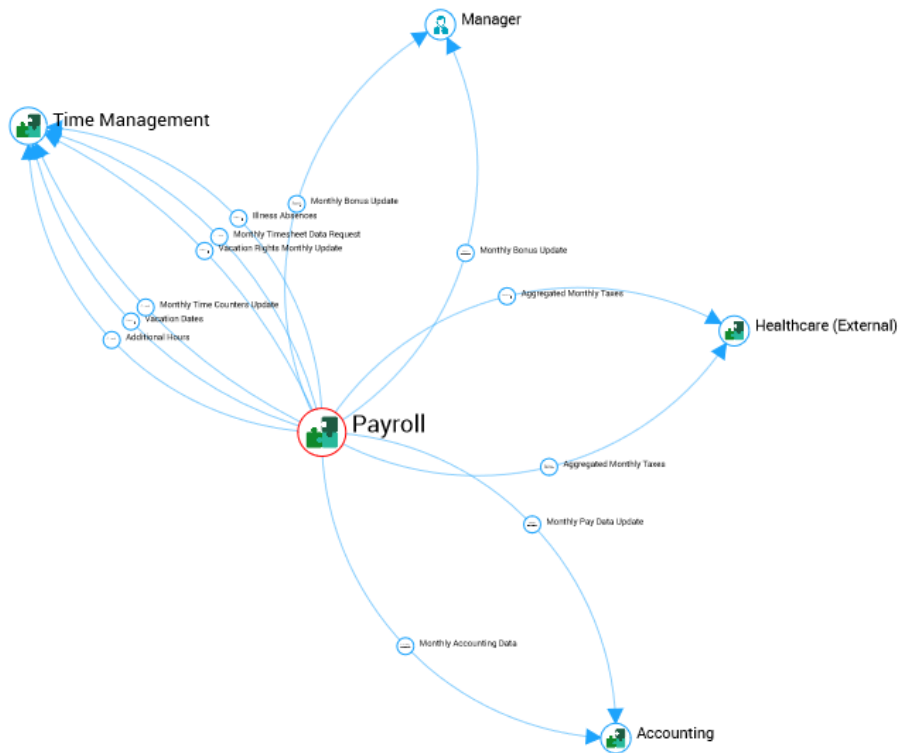 Manager
Time Management
Monthly Bonus Update
Illness Absences
Monthly Timesheet Data Request
Vacation Rights Monthly Update
Monthly Bonus Update
Aggregated Monthly Taxes
Monthly Time Counters Update
Vacation Dates
Additional Hours
Healthcare (External)
Payroll
Aggregated Monthly Taxes
Monthly Pay Data Update
Monthly Accounting Data
Accounting